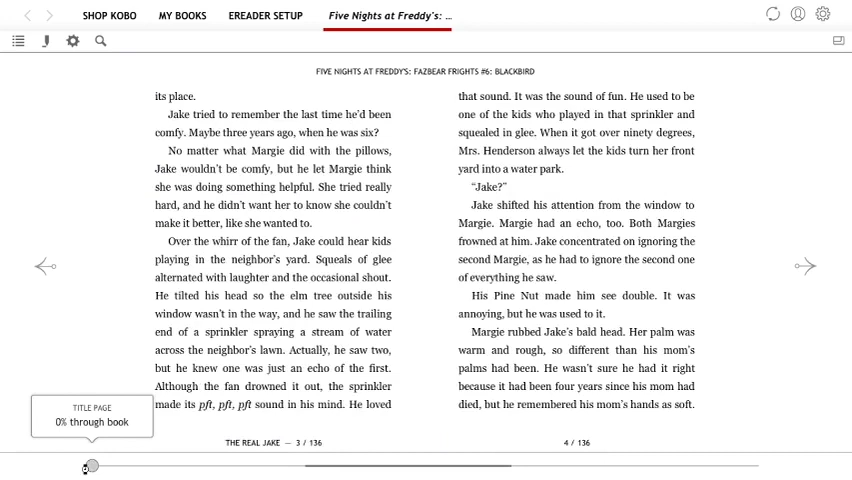 SHOP KOBO
MY BOOKS
EREADER SETUP
Five Nights at Freddy's: ...
FIVE NIGHTS AT FREDDY'S: FAZBEAR FRIGHTS #6: BLACKBIRD
its place.
Jake tried to remember the last time he'd been
comfy. Maybe three years ago, when he was six?
No matter what Margie did with the pillows,
Jake wouldn't be comfy, but he let Margie think
she was doing something helpful. She tried really
hard, and he didn't want her to know she couldn't
make it better, like she wanted to.
Over the whirr of the fan, Jake could hear kids
playing in the neighbor's yard. Squeals of glee
alternated with laughter and the occasional shout.
He tilted his head so the elm tree outside his
window wasn't in the way, and he saw the trailing
end of a sprinkler spraying a stream of water
across the neighbor's lawn. Actually, he saw two,
but he knew one was just an echo of the first.
Although the fan drowned it out, the sprinkler
made its pft, pft, pft sound in his mind. He loved
that sound. It was the sound of fun. He used to be
one of the kids who played in that sprinkler and
squealed in glee. When it got over ninety degrees,
Mrs. Henderson always let the kids turn her front
yard into a water park.
“Jake?”
Jake shifted his attention from the window to
Margie. Margie had an echo, too. Both Margies
frowned at him. Jake concentrated on ignoring the
second Margie, as he had to ignore the second one
of everything he saw.
His Pine Nut made him see double. It was
annoying, but he was used to it.
Margie rubbed Jake's bald head. Her palm was
warm and rough, so different than his mom's
palms had been. He wasn't sure he had it right
because it had been four years since his mom had
died, but he remembered his mom's hands as soft.
TITLE PAGE
0% through book
THE REAL JAKE — 3 / 136
4 / 136